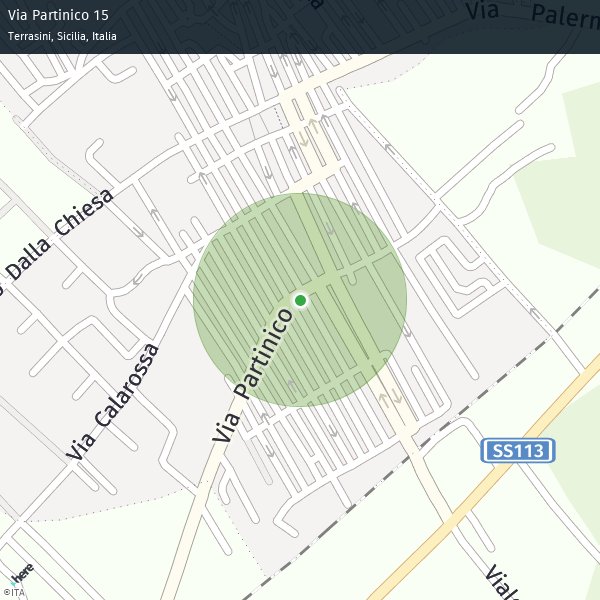 Via Partinico 15
Terrasini, Sicilia, Italia
Via Palerm
Dalla Chiesa
Via Partinico
Via Calarossa
SS113
Viale
here
©ITA